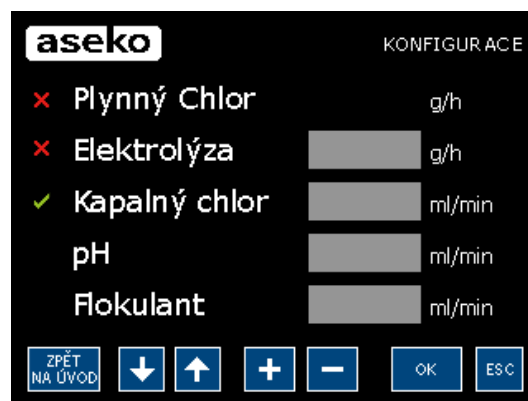 aseko
KONFIGURACE
Plynný Chlor g/h
Elektrolýza g/h
Kapalný chlor ml/min
pH ml/min
Flokulant ml/min
ZPĚT
NA ÚVOD
+ − OK ESC